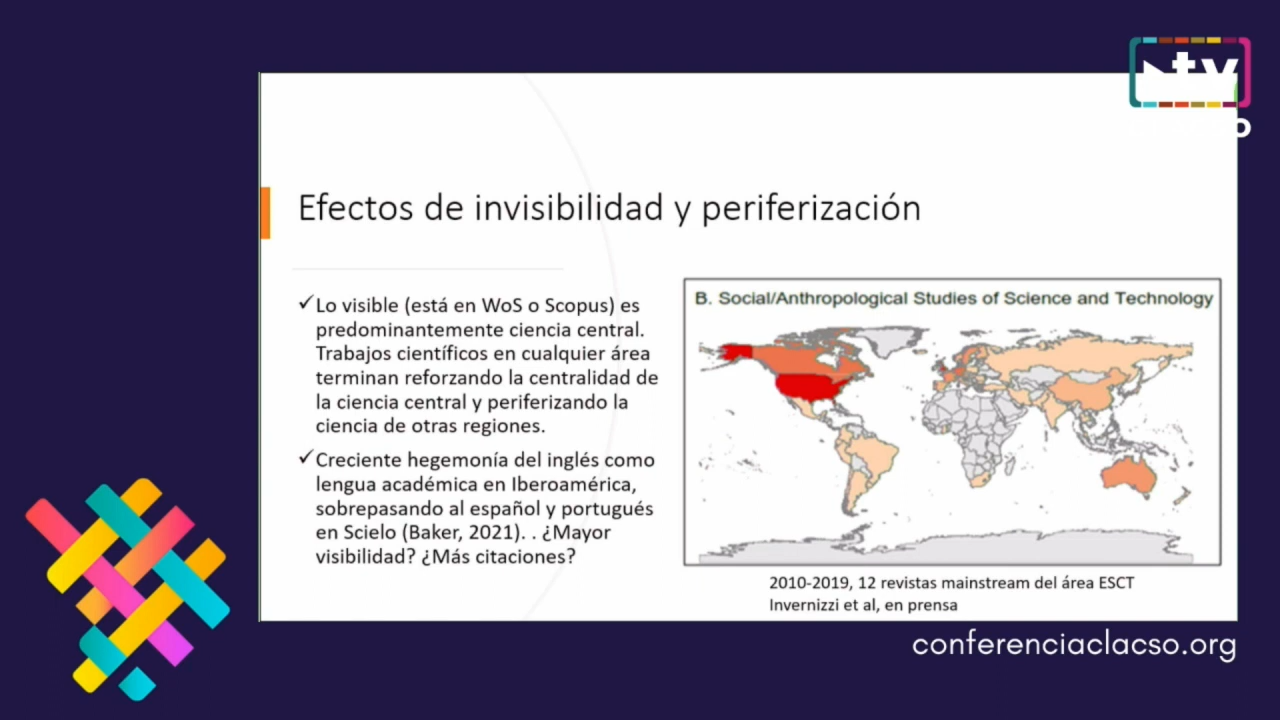 tv
Efectos de invisibilidad y periferización
✓Lo visible (está en WoS o Scopus) es
predominantemente ciencia central.
Trabajos científicos en cualquier área
terminan reforzando la centralidad de
la ciencia central y periferizando la
ciencia de otras regiones.
✓Creciente hegemonía del inglés como
lengua académica en Iberoamérica,
sobrepasando al español y portugués
en Scielo (Baker, 2021). . ¿Mayor
visibilidad? ¿Más citaciones?
B. Social/Anthropological Studies of Science and Technology
2010-2019, 12 revistas mainstream del área ESCT
Invernizzi et al, en prensa
conferenciaclacso.org